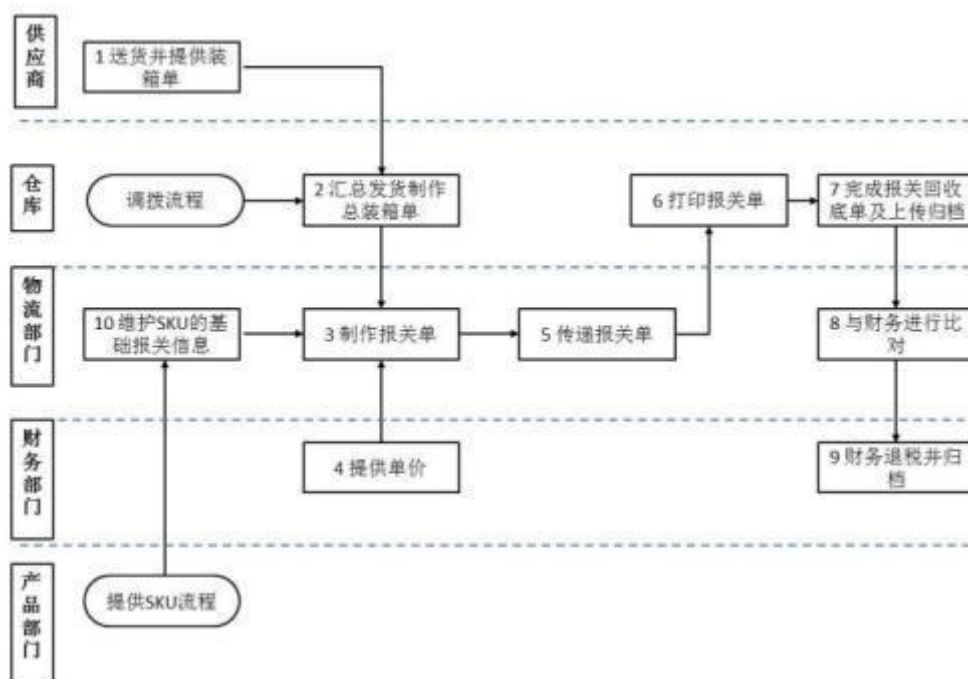 供应商
1 送货并提供装
箱单
仓库
调拨流程
2 汇总发货制作
总装箱单
6 打印报关单
7 完成报关回收
底单及上传归档
物流部门
10 维护SKU的基
础报关信息
3 制作报关单
5 传递报关单
8 与财务进行比
对
财务部门
4 提供单价
9 财务退税并归
档
产品部门
提供SKU流程